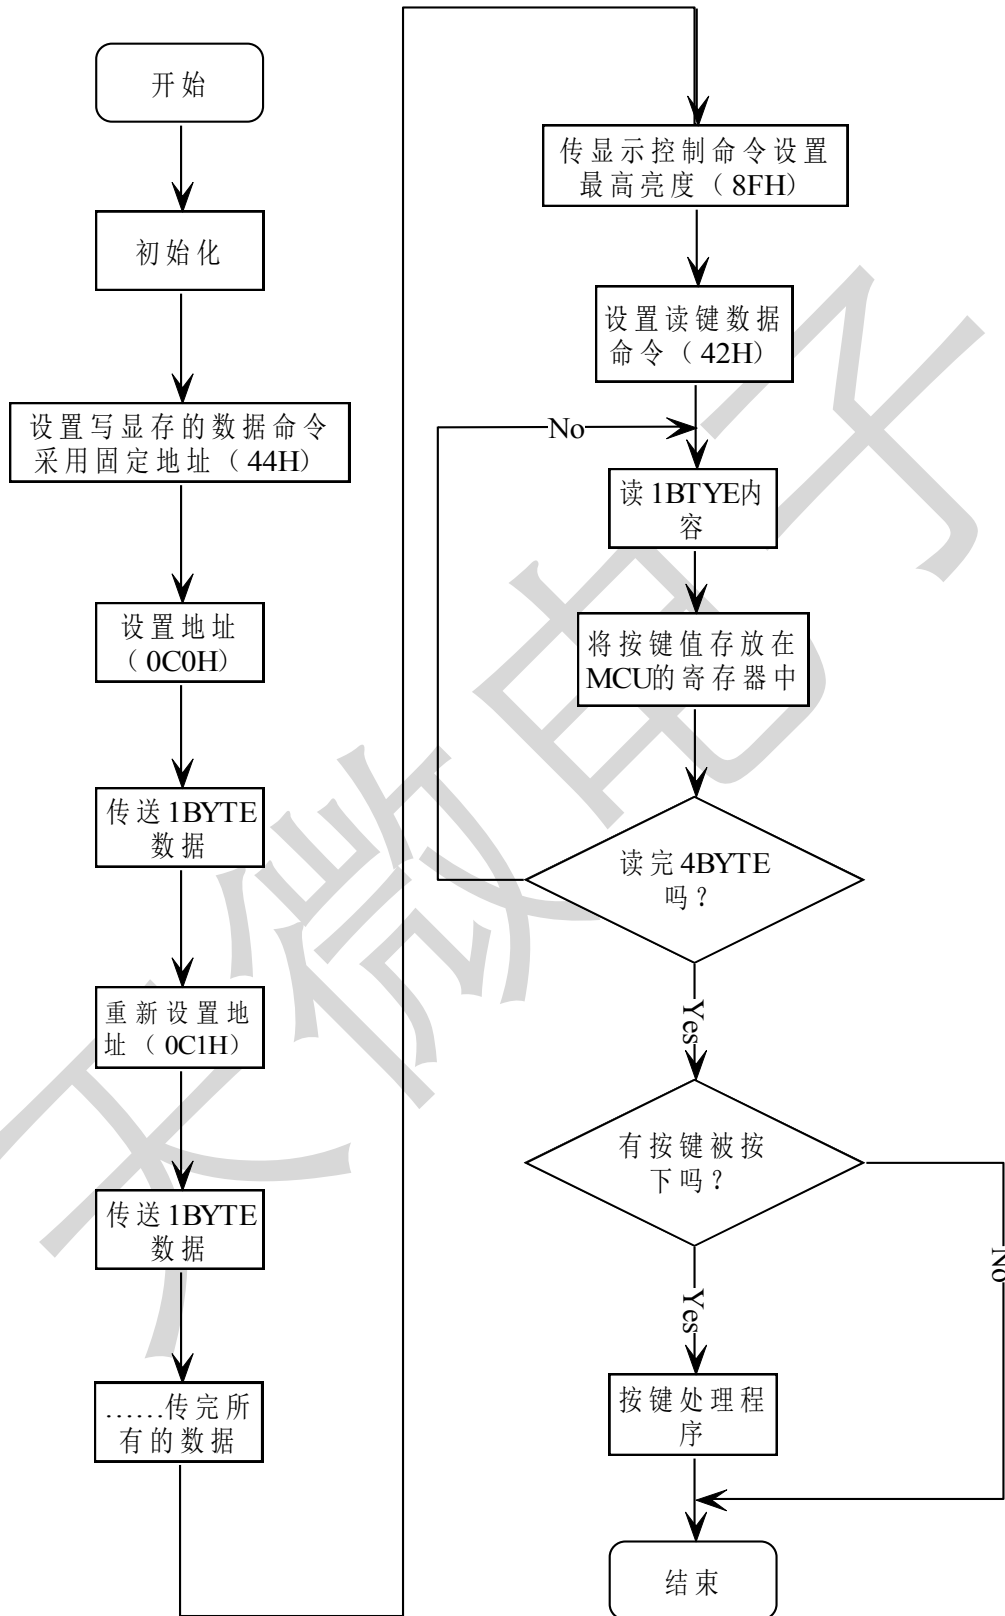 开始
初始化
设置写显存的数据命令
采用固定地址（44H）
设置地址
（0C0H）
传送1BYTE
数据
重新设置地
址（0C1H）
传送1BYTE
数据
……传完所
有的数据
传显示控制命令设置
最高亮度（8FH）
设置读键数据
命令（42H）
No
读1BTYE内
容
将按键值存放在
MCU的寄存器中
读完4BYTE
吗？
Yes
有按键被按
下吗？
No
Yes
按键处理程
序
结束
天微电子